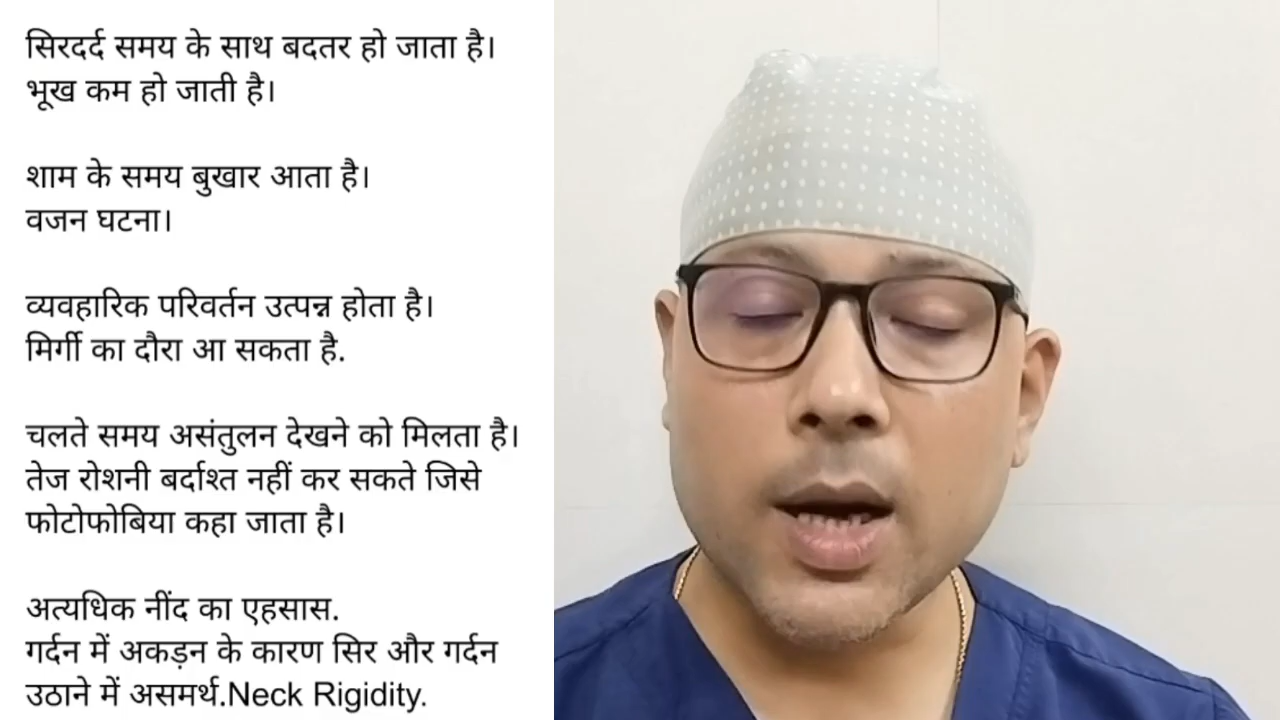 सिरदर्द समय के साथ बदतर हो जाता है।
भूख कम हो जाती है।
शाम के समय बुखार आता है।
वजन घटना।
व्यवहारिक परिवर्तन उत्पन्न होता है।
मिर्गी का दौरा आ सकता है.
चलते समय असंतुलन देखने को मिलता है।
तेज रोशनी बर्दाश्त नहीं कर सकते जिसे
फोटोफोबिया कहा जाता है।
अत्यधिक नींद का एहसास.
गर्दन में अकड़न के कारण सिर और गर्दन
उठाने में असमर्थ.Neck Rigidity.